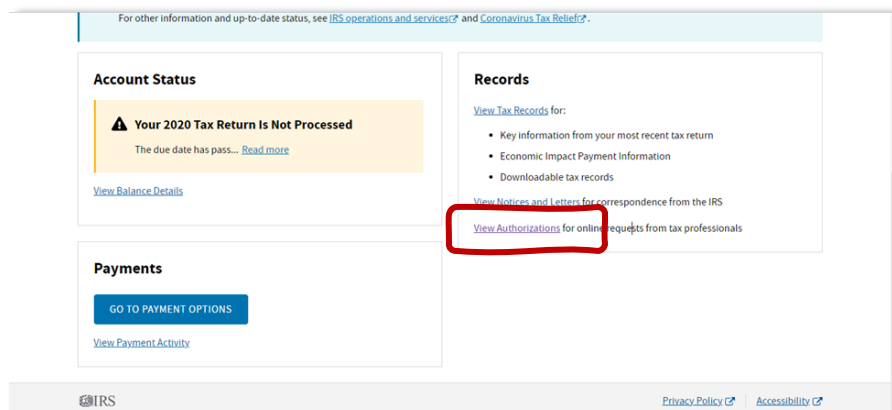 For other information and up-to-date status, see IRS operations and services and Coronavirus Tax Relief.
Account Status
Your 2020 Tax Return Is Not Processed
The due date has pass... Read more
View Balance Details
Records
View Tax Records for:
• Key information from your most recent tax return
• Economic Impact Payment Information
• Downloadable tax records
View Notices and Letters for correspondence from the IRS
View Authorizations for online requests from tax professionals
Payments
GO TO PAYMENT OPTIONS
View Payment Activity
IRS
Privacy Policy
Accessibility